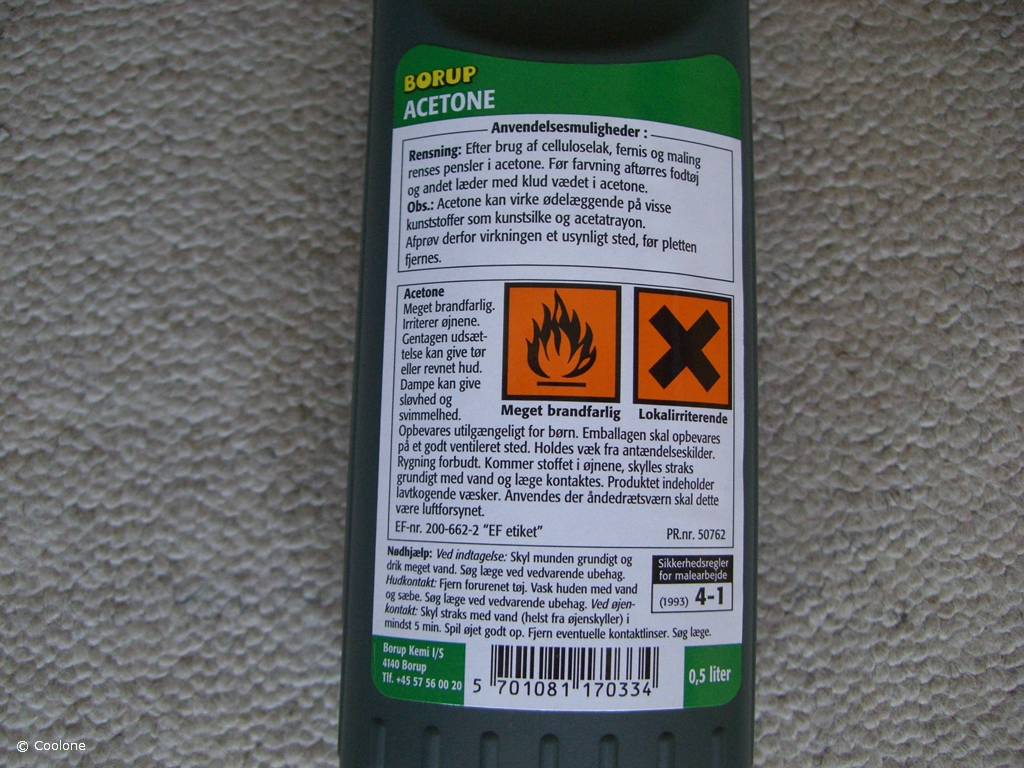 BORUP
ACETONE
Anvendelsesmuligheder :
Rensning: Efter brug af celluloselak, fernis og maling
renses pensler i acetone. Før farvning aftørres fodtøj
og andet læder med klud vædet i acetone.
Obs.: Acetone kan virke ødelæggende på visse
kunststoffer som kunstsilke og acetatrayon.
Afprøv derfor virkningen et usynligt sted, før pletten
fjernes.
Acetone
Meget brandfarlig.
Irriterer øjnene.
Gentagen udsæt-
telse kan give tør
eller revnet hud.
Dampe kan give
sløvhed og
svimmelhed.
Meget brandfarlig
Lokalirriterende
Opbevares utilgængeligt for børn. Emballagen skal opbevares
på et godt ventileret sted. Holdes væk fra antændelseskilder.
Rygning forbudt. Kommer stoffet i øjnene, skylles straks
grundigt med vand og læge kontaktes. Produktet indeholder
lavtkogende væsker. Anvendes der åndedrætsværn skal dette
være luftforsynet.
EF-nr. 200-662-2 "EF etiket"
PR.nr. 50762
Nødhjælp: Ved indtagelse: Skyl munden grundigt og
drik meget vand. Søg læge ved vedvarende ubehag.
Hudkontakt: Fjern forurenet tøj. Vask huden med vand
og sæbe. Søg læge ved vedvarende ubehag. Ved øjen-
kontakt: Skyl straks med vand (helst fra øjenskyller) i
mindst 5 min. Spil øjet godt op. Fjern eventuelle kontaktlinser. Søg læge.
Sikkerhedsregler
for malearbejde
(1993) 4-1
Borup Kemi I/S
4140 Borup
Tlf. +45 57 56 00 20
5 701081 170334
0,5 liter
© Coolone